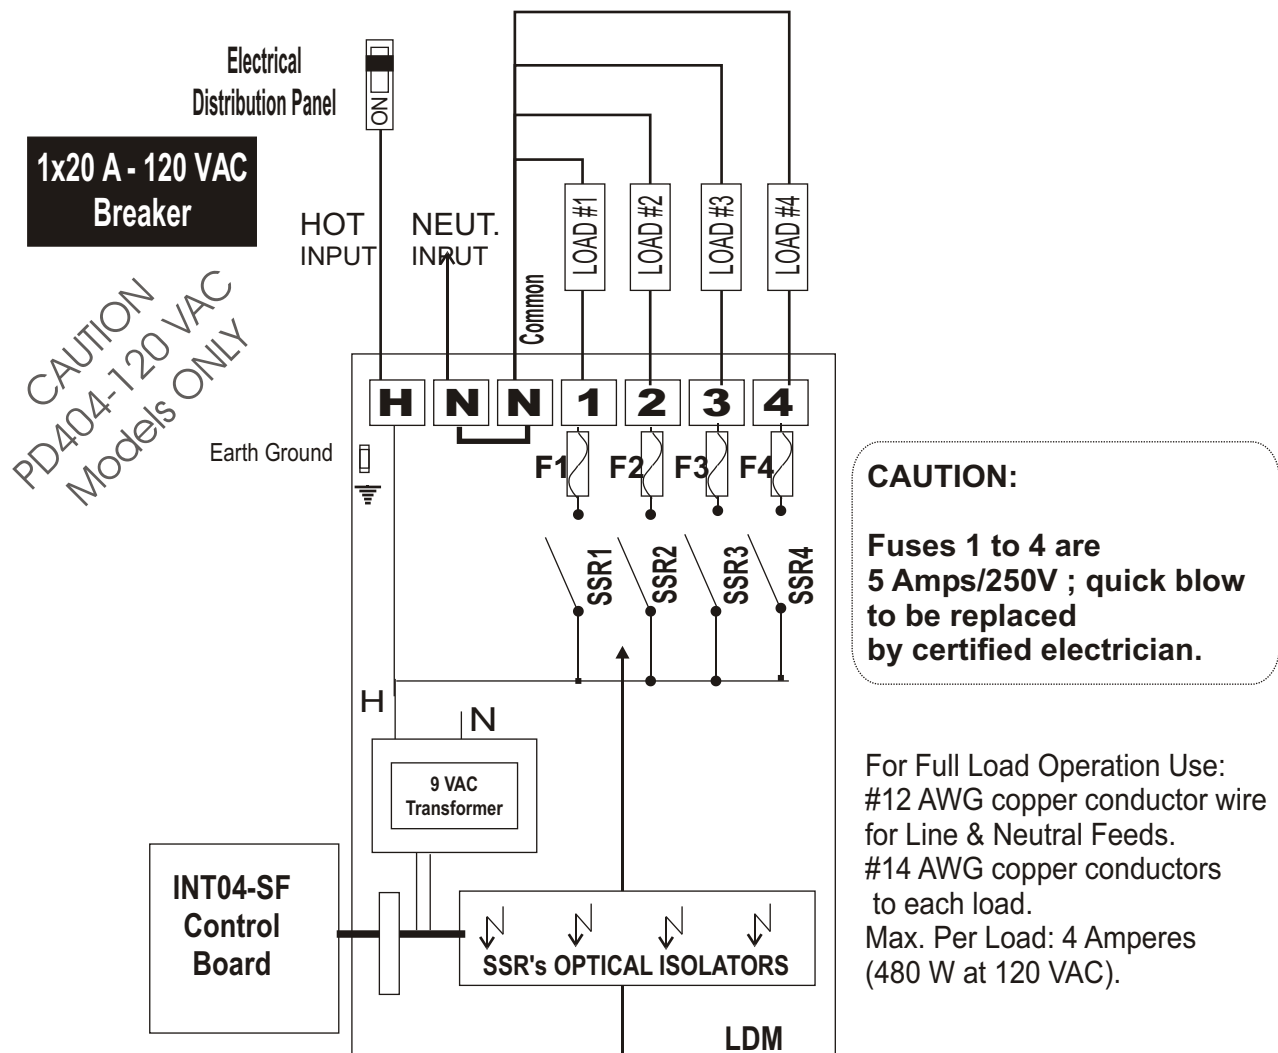 Electrical
Distribution Panel
ON
1x20 A - 120 VAC
Breaker
HOT
INPUT
NEUT.
INPUT
Common
LOAD #1
LOAD #2
LOAD #3
LOAD #4
CAUTION
PD404-120 VAC
Models ONLY
H N N 1 2 3 4
Earth Ground
F1 F2 F3 F4
SSR1
SSR2
SSR3
SSR4
CAUTION:
Fuses 1 to 4 are
5 Amps/250V ; quick blow
to be replaced
by certified electrician.
H
N
9 VAC
Transformer
For Full Load Operation Use:
#12 AWG copper conductor wire
for Line & Neutral Feeds.
#14 AWG copper conductors
to each load.
Max. Per Load: 4 Amperes
(480 W at 120 VAC).
INT04-SF
Control
Board
SSR's OPTICAL ISOLATORS
LDM